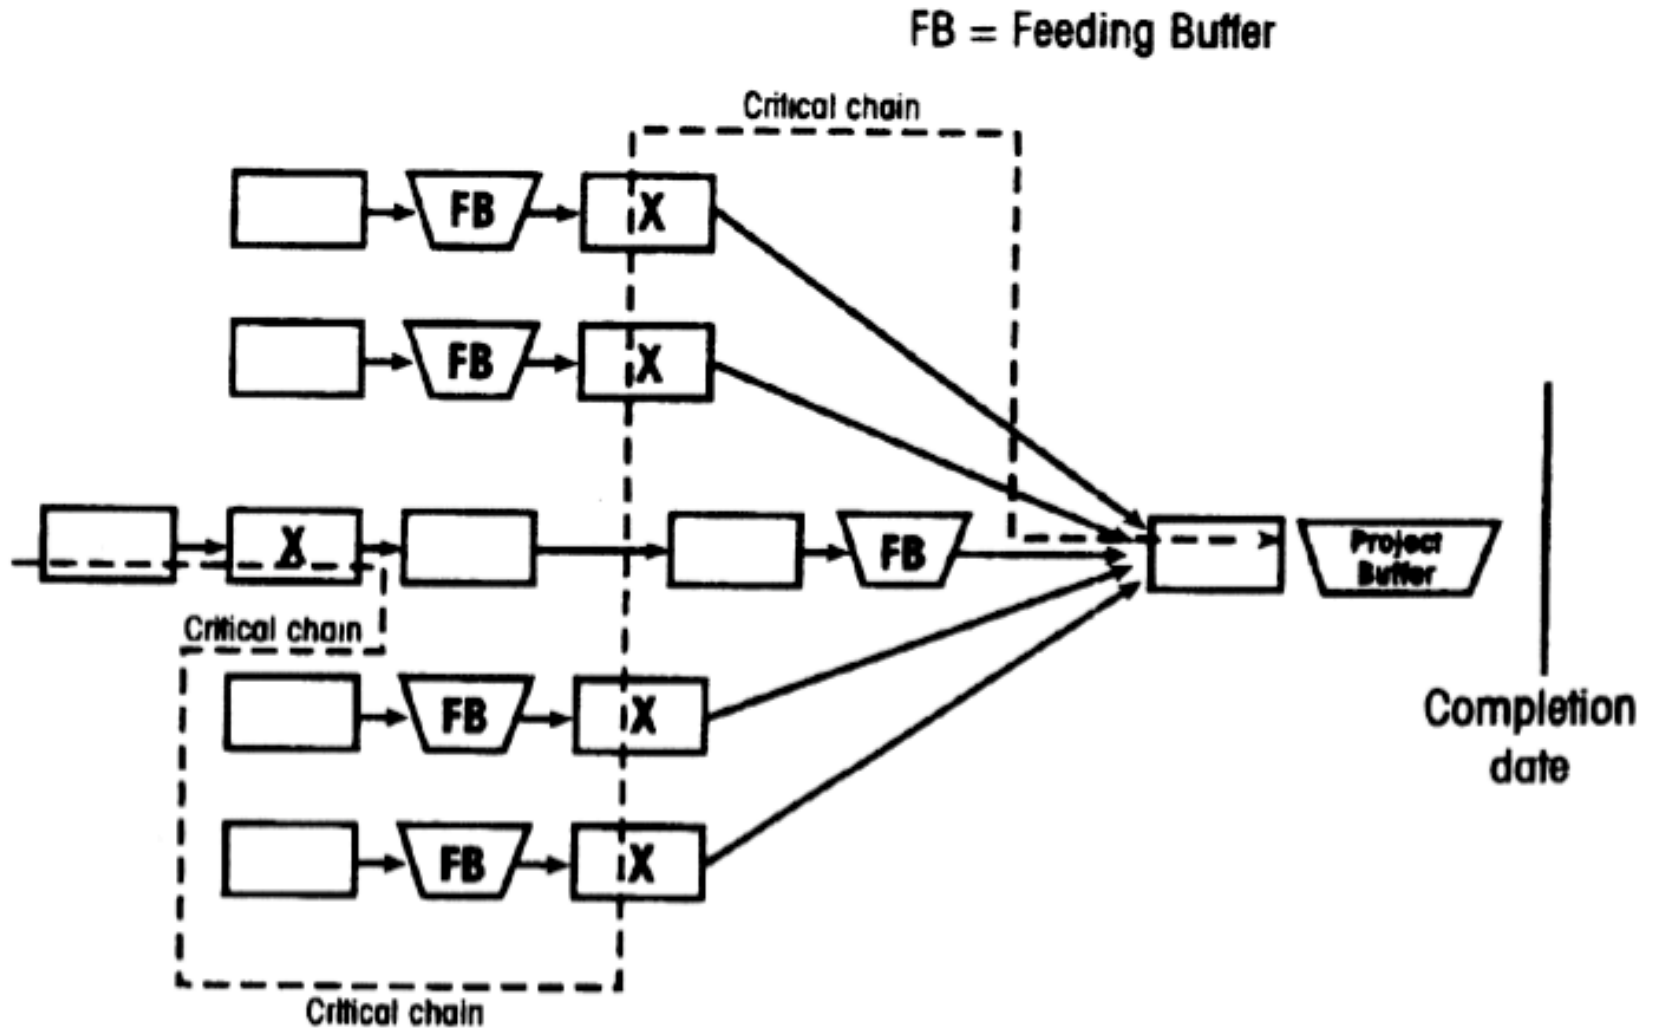 FB = Feeding Buffer
Critical chain
FB
X
FB
X
X
FB
Project
Buffer
Critical chain
FB
X
Completion
date
FB
X
Critical chain